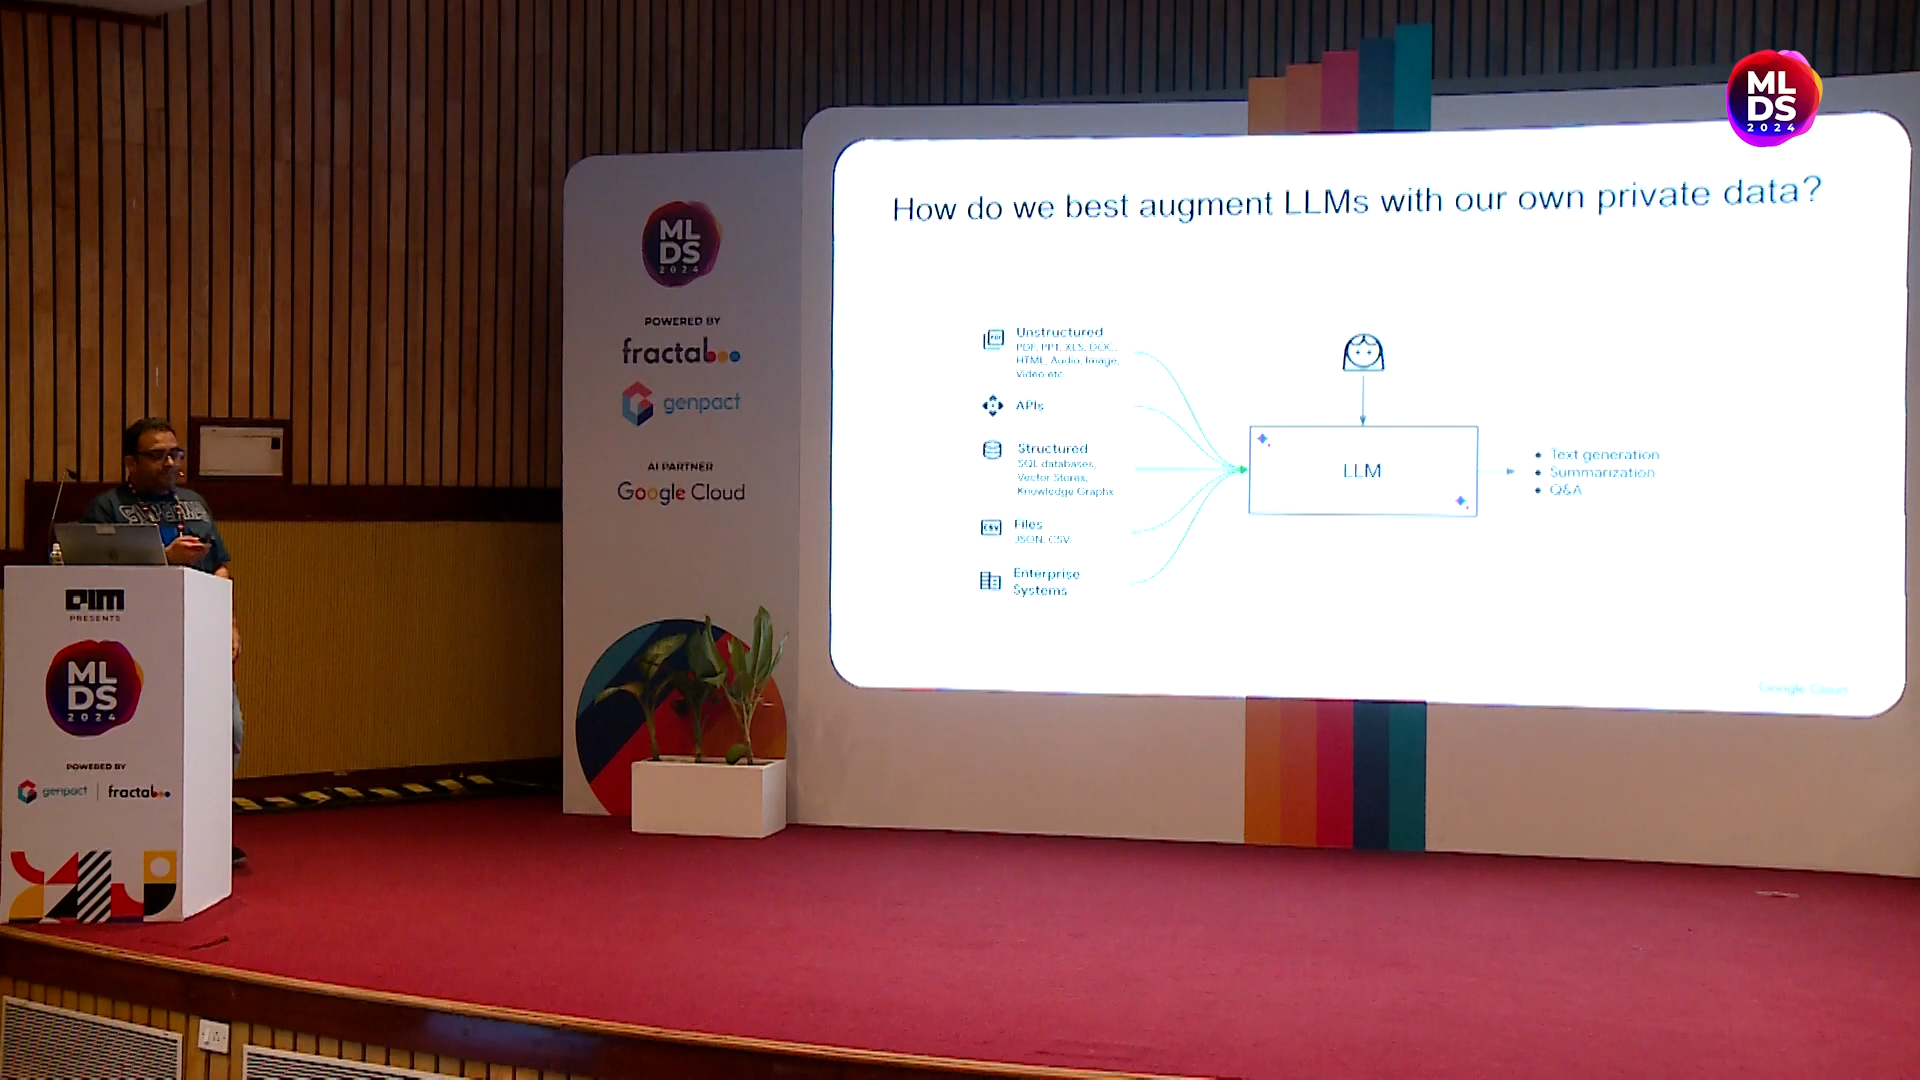 ML
DS
2024
How do we best augment LLMs with our own private data?
Unstructured
PDF, PPT, XLS, DOC,
HTML, Audio, Image,
Video etc.
APIs
Structured
SQL databases,
Vector Stores,
Knowledge Graphs
CSV
Files
JSON, CSV
Enterprise
Systems
LLM
• Text generation
• Summarization
• Q&A
Google Cloud
ML
DS
2024
POWERED BY
fractal
genpact
AI PARTNER
Google Cloud
AIM
PRESENTS
ML
DS
2024
POWERED BY
genpact | fractal